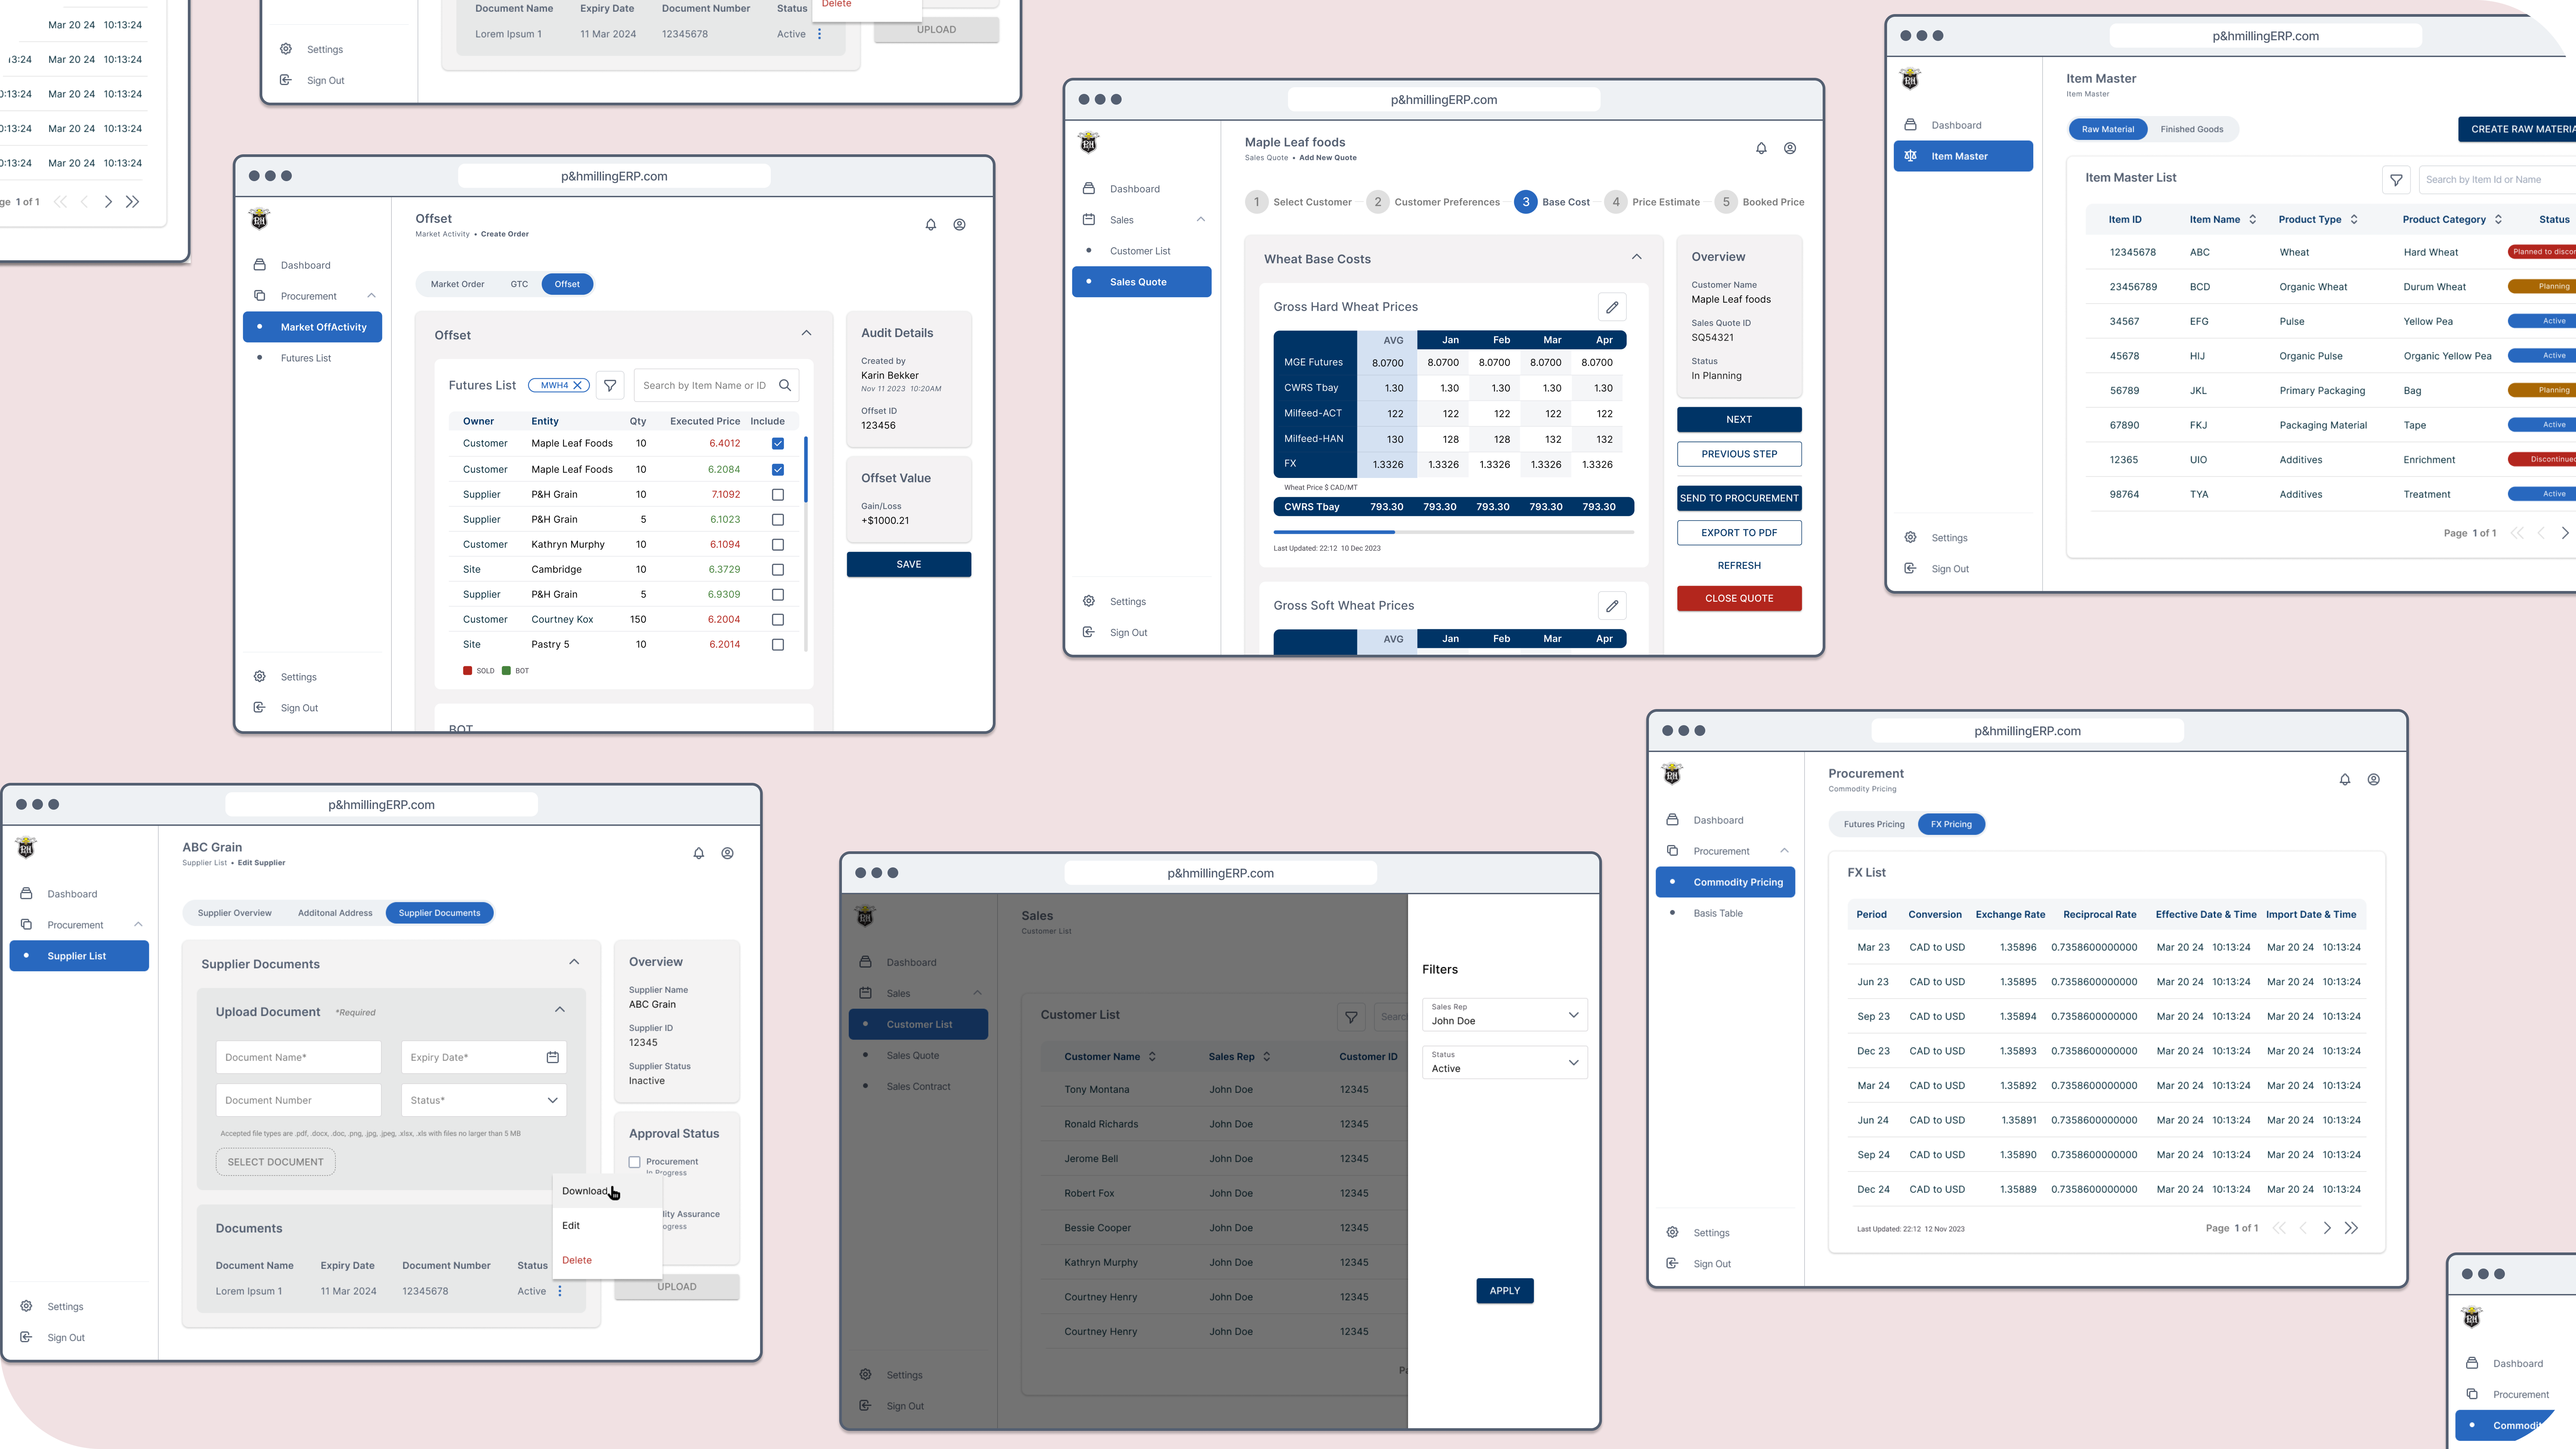 Mar 20 24 10:13:24
13:24 Mar 20 24 10:13:24
0:13:24 Mar 20 24 10:13:24
0:13:24 Mar 20 24 10:13:24
Mar 20 24 10:13:24
ge 1 of 1
Document Name Expiry Date Document Number Status
Delete
Lorem Ipsum 1 11 Mar 2024 12345678 Active
UPLOAD
Settings
Sign Out
p&hmillingERP.com
Offset
Market Activity • Create Order
Dashboard
Procurement
Market OffActivity
Futures List
Settings
Sign Out
Market Order GTC Offset
Offset
Futures List MWH4 Search by Item Name or ID
Owner Entity Qty Executed Price Include
Customer Maple Leaf Foods 10 6.4012
Customer Maple Leaf Foods 10 6.2084
Supplier P&H Grain 10 7.1092
Supplier P&H Grain 5 6.1023
Customer Kathryn Murphy 10 6.1094
Site Cambridge 10 6.3729
Supplier P&H Grain 5 6.9309
Customer Courtney Kox 150 6.2004
Site Pastry 5 10 6.2014
SOLD BOT
BOT
Audit Details
Created by
Karin Bekker
Nov 11 2023 10:20AM
Offset ID
123456
Offset Value
Gain/Loss
+$1000.21
SAVE
p&hmillingERP.com
Maple Leaf foods
Sales Quote • Add New Quote
Dashboard
Sales
Customer List
Sales Quote
Settings
Sign Out
1 Select Customer 2 Customer Preferences 3 Base Cost 4 Price Estimate 5 Booked Price
Wheat Base Costs
Gross Hard Wheat Prices
AVG Jan Feb Mar Apr
MGE Futures 8.0700 8.0700 8.0700 8.0700 8.0700
CWRS Tbay 1.30 1.30 1.30 1.30 1.30
Milfeed-ACT 122 122 122 122 122
Milfeed-HAN 130 128 128 132 132
FX 1.3326 1.3326 1.3326 1.3326 1.3326
Wheat Price $ CAD/MT
CWRS Tbay 793.30 793.30 793.30 793.30 793.30
Last Updated: 22:12 10 Dec 2023
Gross Soft Wheat Prices
AVG Jan Feb Mar Apr
Overview
Customer Name
Maple Leaf foods
Sales Quote ID
SQ54321
Status
In Planning
NEXT
PREVIOUS STEP
SEND TO PROCUREMENT
EXPORT TO PDF
REFRESH
CLOSE QUOTE
p&hmillingERP.com
Item Master
Item Master
Dashboard
Item Master
Settings
Sign Out
Raw Material Finished Goods
CREATE RAW MATERIA
Item Master List Search by Item Id or Name
Item ID Item Name Product Type Product Category Status
12345678 ABC Wheat Hard Wheat Planned to discon
23456789 BCD Organic Wheat Durum Wheat Planning
34567 EFG Pulse Yellow Pea Active
45678 HIJ Organic Pulse Organic Yellow Pea Active
56789 JKL Primary Packaging Bag Planning
67890 FKJ Packaging Material Tape Active
12365 UIO Additives Enrichment Discontinued
98764 TYA Additives Treatment Active
Page 1 of 1
p&hmillingERP.com
ABC Grain
Supplier List • Edit Supplier
Dashboard
Procurement
Supplier List
Settings
Sign Out
Supplier Overview Additonal Address Supplier Documents
Supplier Documents
Upload Document *Required
Document Name* Expiry Date*
Document Number Status*
Accepted file types are .pdf, .docx, .doc, .png, .jpg, .jpeg, .xlsx, .xls with files no larger than 5 MB
SELECT DOCUMENT
Documents
Document Name Expiry Date Document Number Status
Lorem Ipsum 1 11 Mar 2024 12345678 Active
Download
Edit
Delete
Overview
Supplier Name
ABC Grain
Supplier ID
12345
Supplier Status
Inactive
Approval Status
Procurement
In Progress
lity Assurance
ogress
UPLOAD
p&hmillingERP.com
Sales
Customer List
Dashboard
Sales
Customer List
Sales Quote
Sales Contract
Settings
Sign Out
Customer List Searc
Customer Name Sales Rep Customer ID
Tony Montana John Doe 12345
Ronald Richards John Doe 12345
Jerome Bell John Doe 12345
Robert Fox John Doe 12345
Bessie Cooper John Doe 12345
Kathryn Murphy John Doe 12345
Courtney Henry John Doe 12345
Courtney Henry John Doe 12345
Filters
Sales Rep
John Doe
Status
Active
APPLY
p&hmillingERP.com
Procurement
Commodity Pricing
Dashboard
Procurement
Commodity Pricing
Basis Table
Settings
Sign Out
Futures Pricing FX Pricing
FX List
Period Conversion Exchange Rate Reciprocal Rate Effective Date & Time Import Date & Time
Mar 23 CAD to USD 1.35896 0.7358600000000 Mar 20 24 10:13:24 Mar 20 24 10:13:24
Jun 23 CAD to USD 1.35895 0.7358600000000 Mar 20 24 10:13:24 Mar 20 24 10:13:24
Sep 23 CAD to USD 1.35894 0.7358600000000 Mar 20 24 10:13:24 Mar 20 24 10:13:24
Dec 23 CAD to USD 1.35893 0.7358600000000 Mar 20 24 10:13:24 Mar 20 24 10:13:24
Mar 24 CAD to USD 1.35892 0.7358600000000 Mar 20 24 10:13:24 Mar 20 24 10:13:24
Jun 24 CAD to USD 1.35891 0.7358600000000 Mar 20 24 10:13:24 Mar 20 24 10:13:24
Sep 24 CAD to USD 1.35890 0.7358600000000 Mar 20 24 10:13:24 Mar 20 24 10:13:24
Dec 24 CAD to USD 1.35889 0.7358600000000 Mar 20 24 10:13:24 Mar 20 24 10:13:24
Last Updated: 22:12 12 Nov 2023 Page 1 of 1
Dashboard
Procurement
Commodi